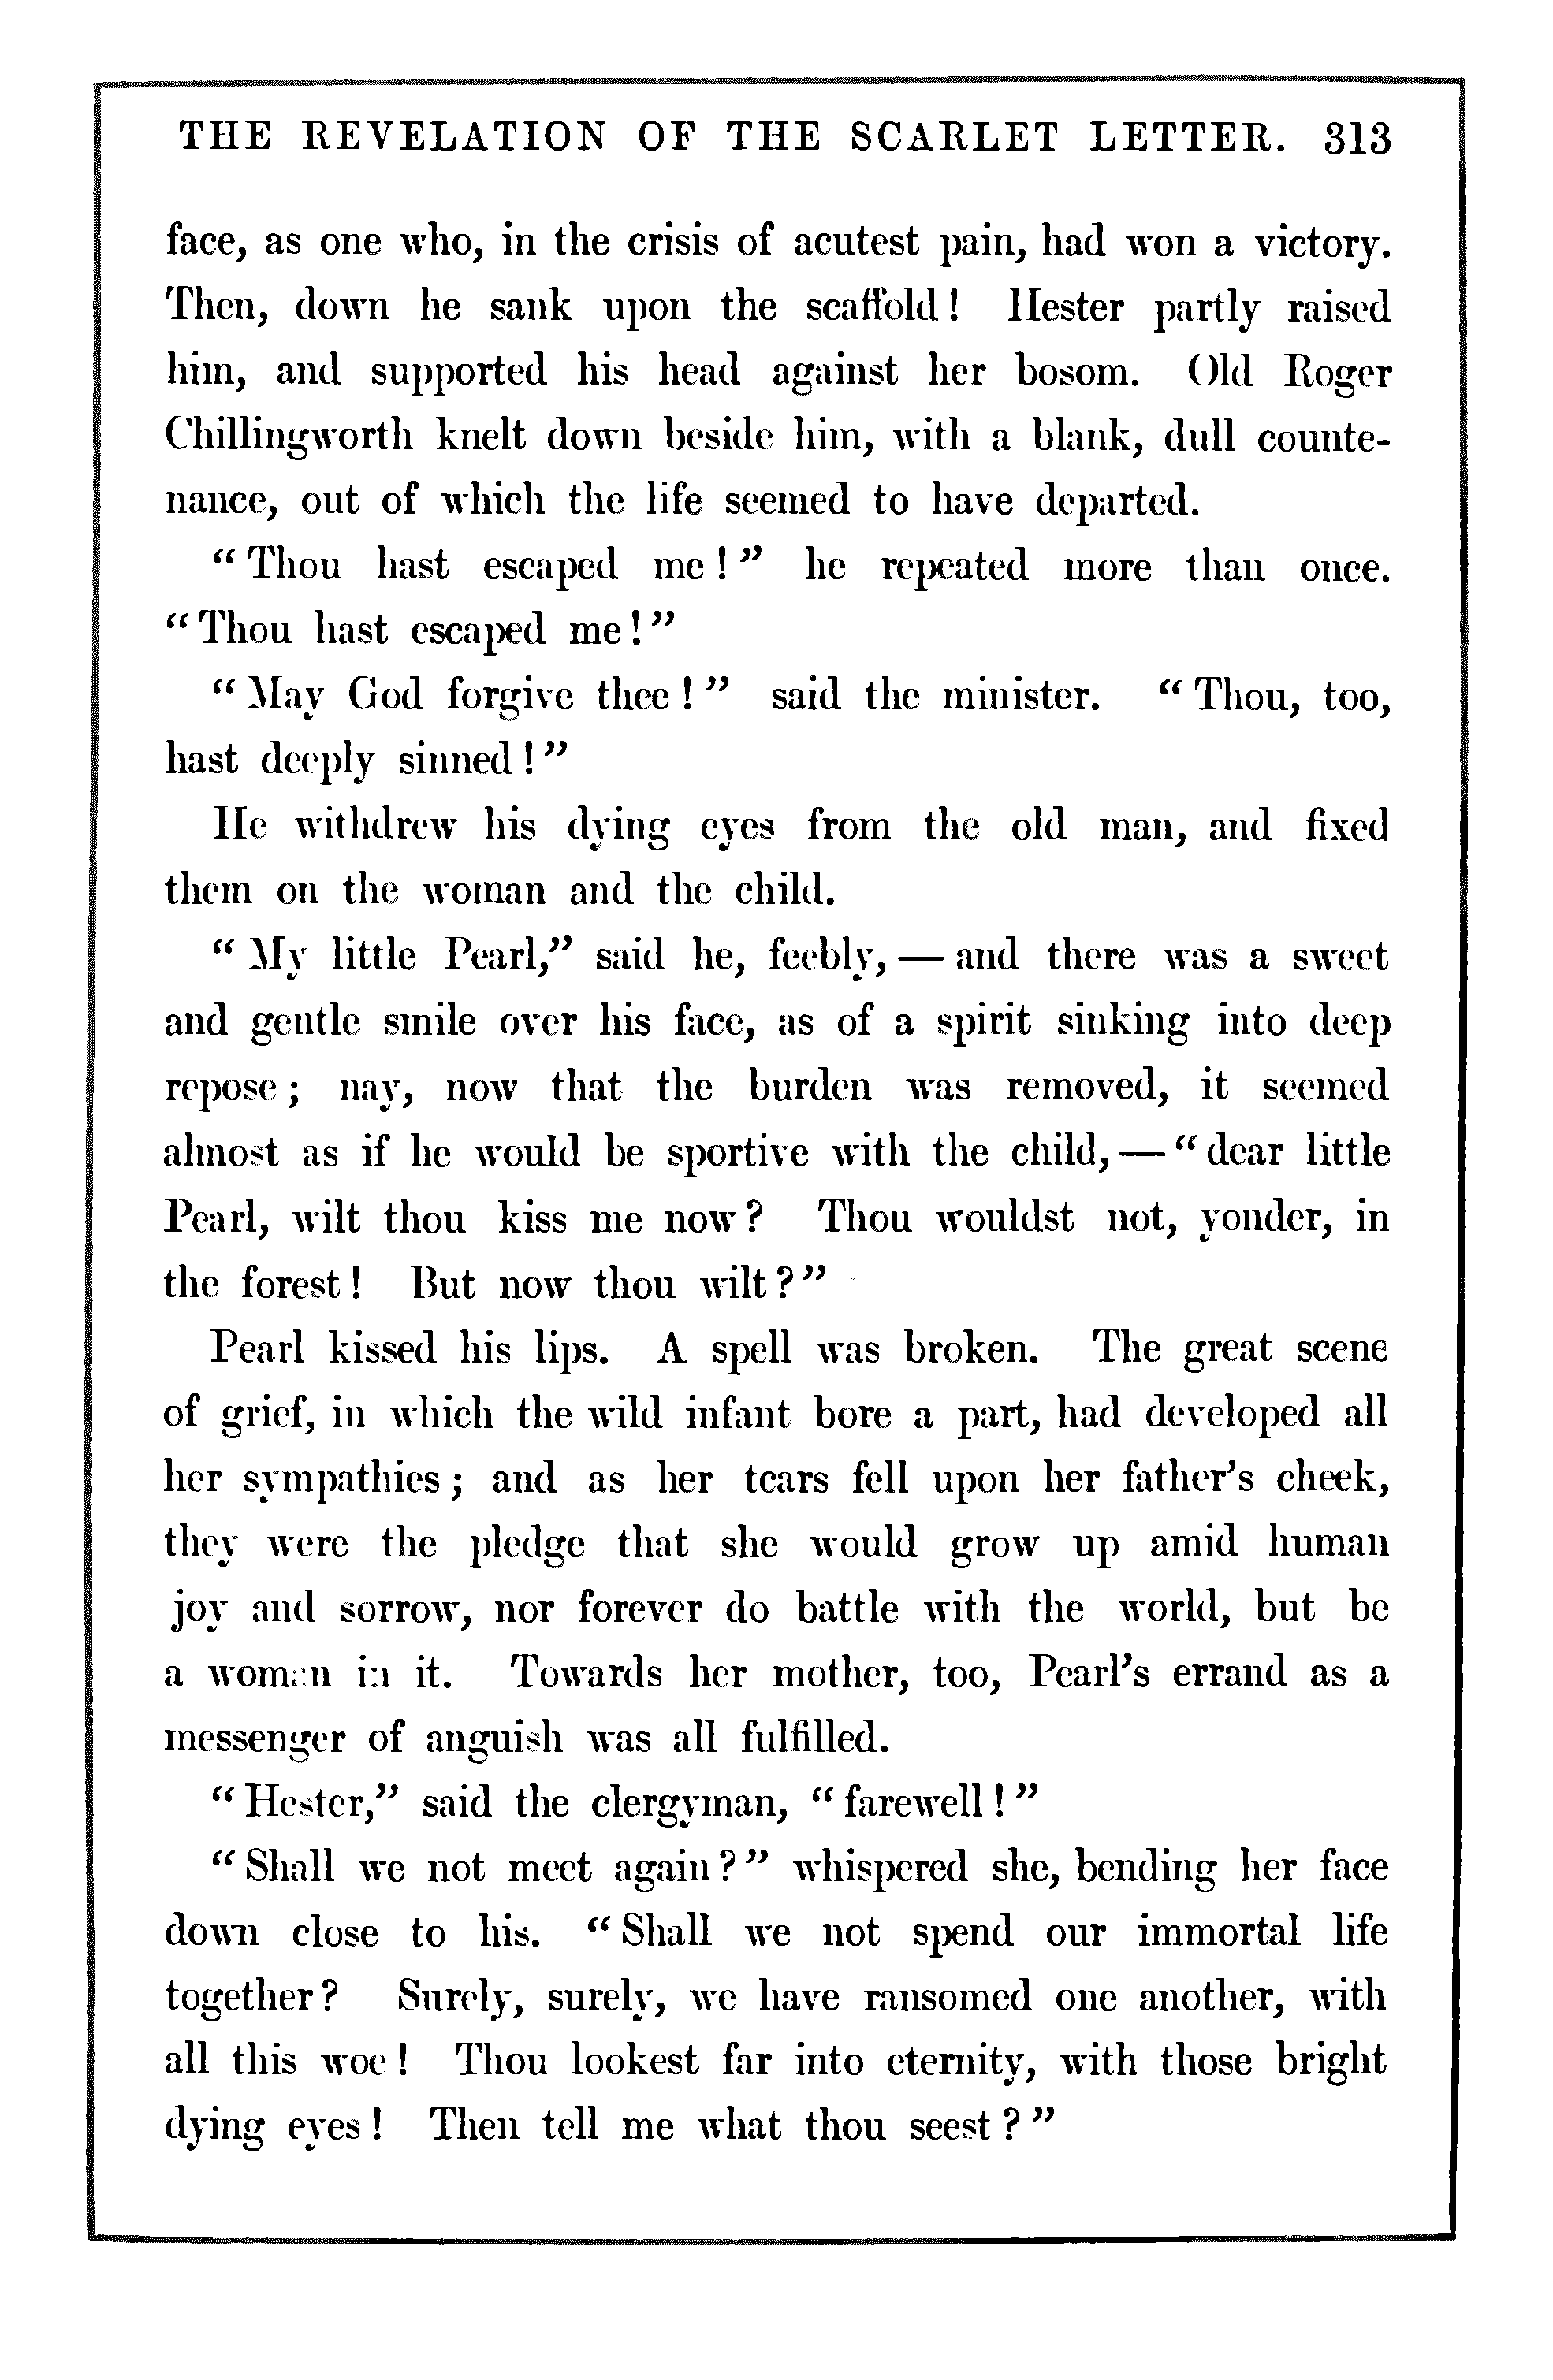 THE REVELATION OF THE SCARLET LETTER. 313
face, as one who, in the crisis of acutest pain, had won a victory.
Then, down he sank upon the scaffold! Hester partly raised
him, and supported his head against her bosom. Old Roger
Chillingworth knelt down beside him, with a blank, dull counte-
nance, out of which the life seemed to have departed.
"Thou hast escaped me!" he repeated more than once.
"Thou hast escaped me!"
"May God forgive thee!" said the minister. "Thou, too,
hast deeply sinned!"
He withdrew his dying eyes from the old man, and fixed
them on the woman and the child.
"My little Pearl," said he, feebly, — and there was a sweet
and gentle smile over his face, as of a spirit sinking into deep
repose; nay, now that the burden was removed, it seemed
almost as if he would be sportive with the child, — "dear little
Pearl, wilt thou kiss me now? Thou wouldst not, yonder, in
the forest! But now thou wilt?"
Pearl kissed his lips. A spell was broken. The great scene
of grief, in which the wild infant bore a part, had developed all
her sympathies; and as her tears fell upon her father's cheek,
they were the pledge that she would grow up amid human
joy and sorrow, nor forever do battle with the world, but be
a woman in it. Towards her mother, too, Pearl's errand as a
messenger of anguish was all fulfilled.
"Hester," said the clergyman, "farewell!"
"Shall we not meet again?" whispered she, bending her face
down close to his. "Shall we not spend our immortal life
together? Surely, surely, we have ransomed one another, with
all this woe! Thou lookest far into eternity, with those bright
dying eyes! Then tell me what thou seest?"